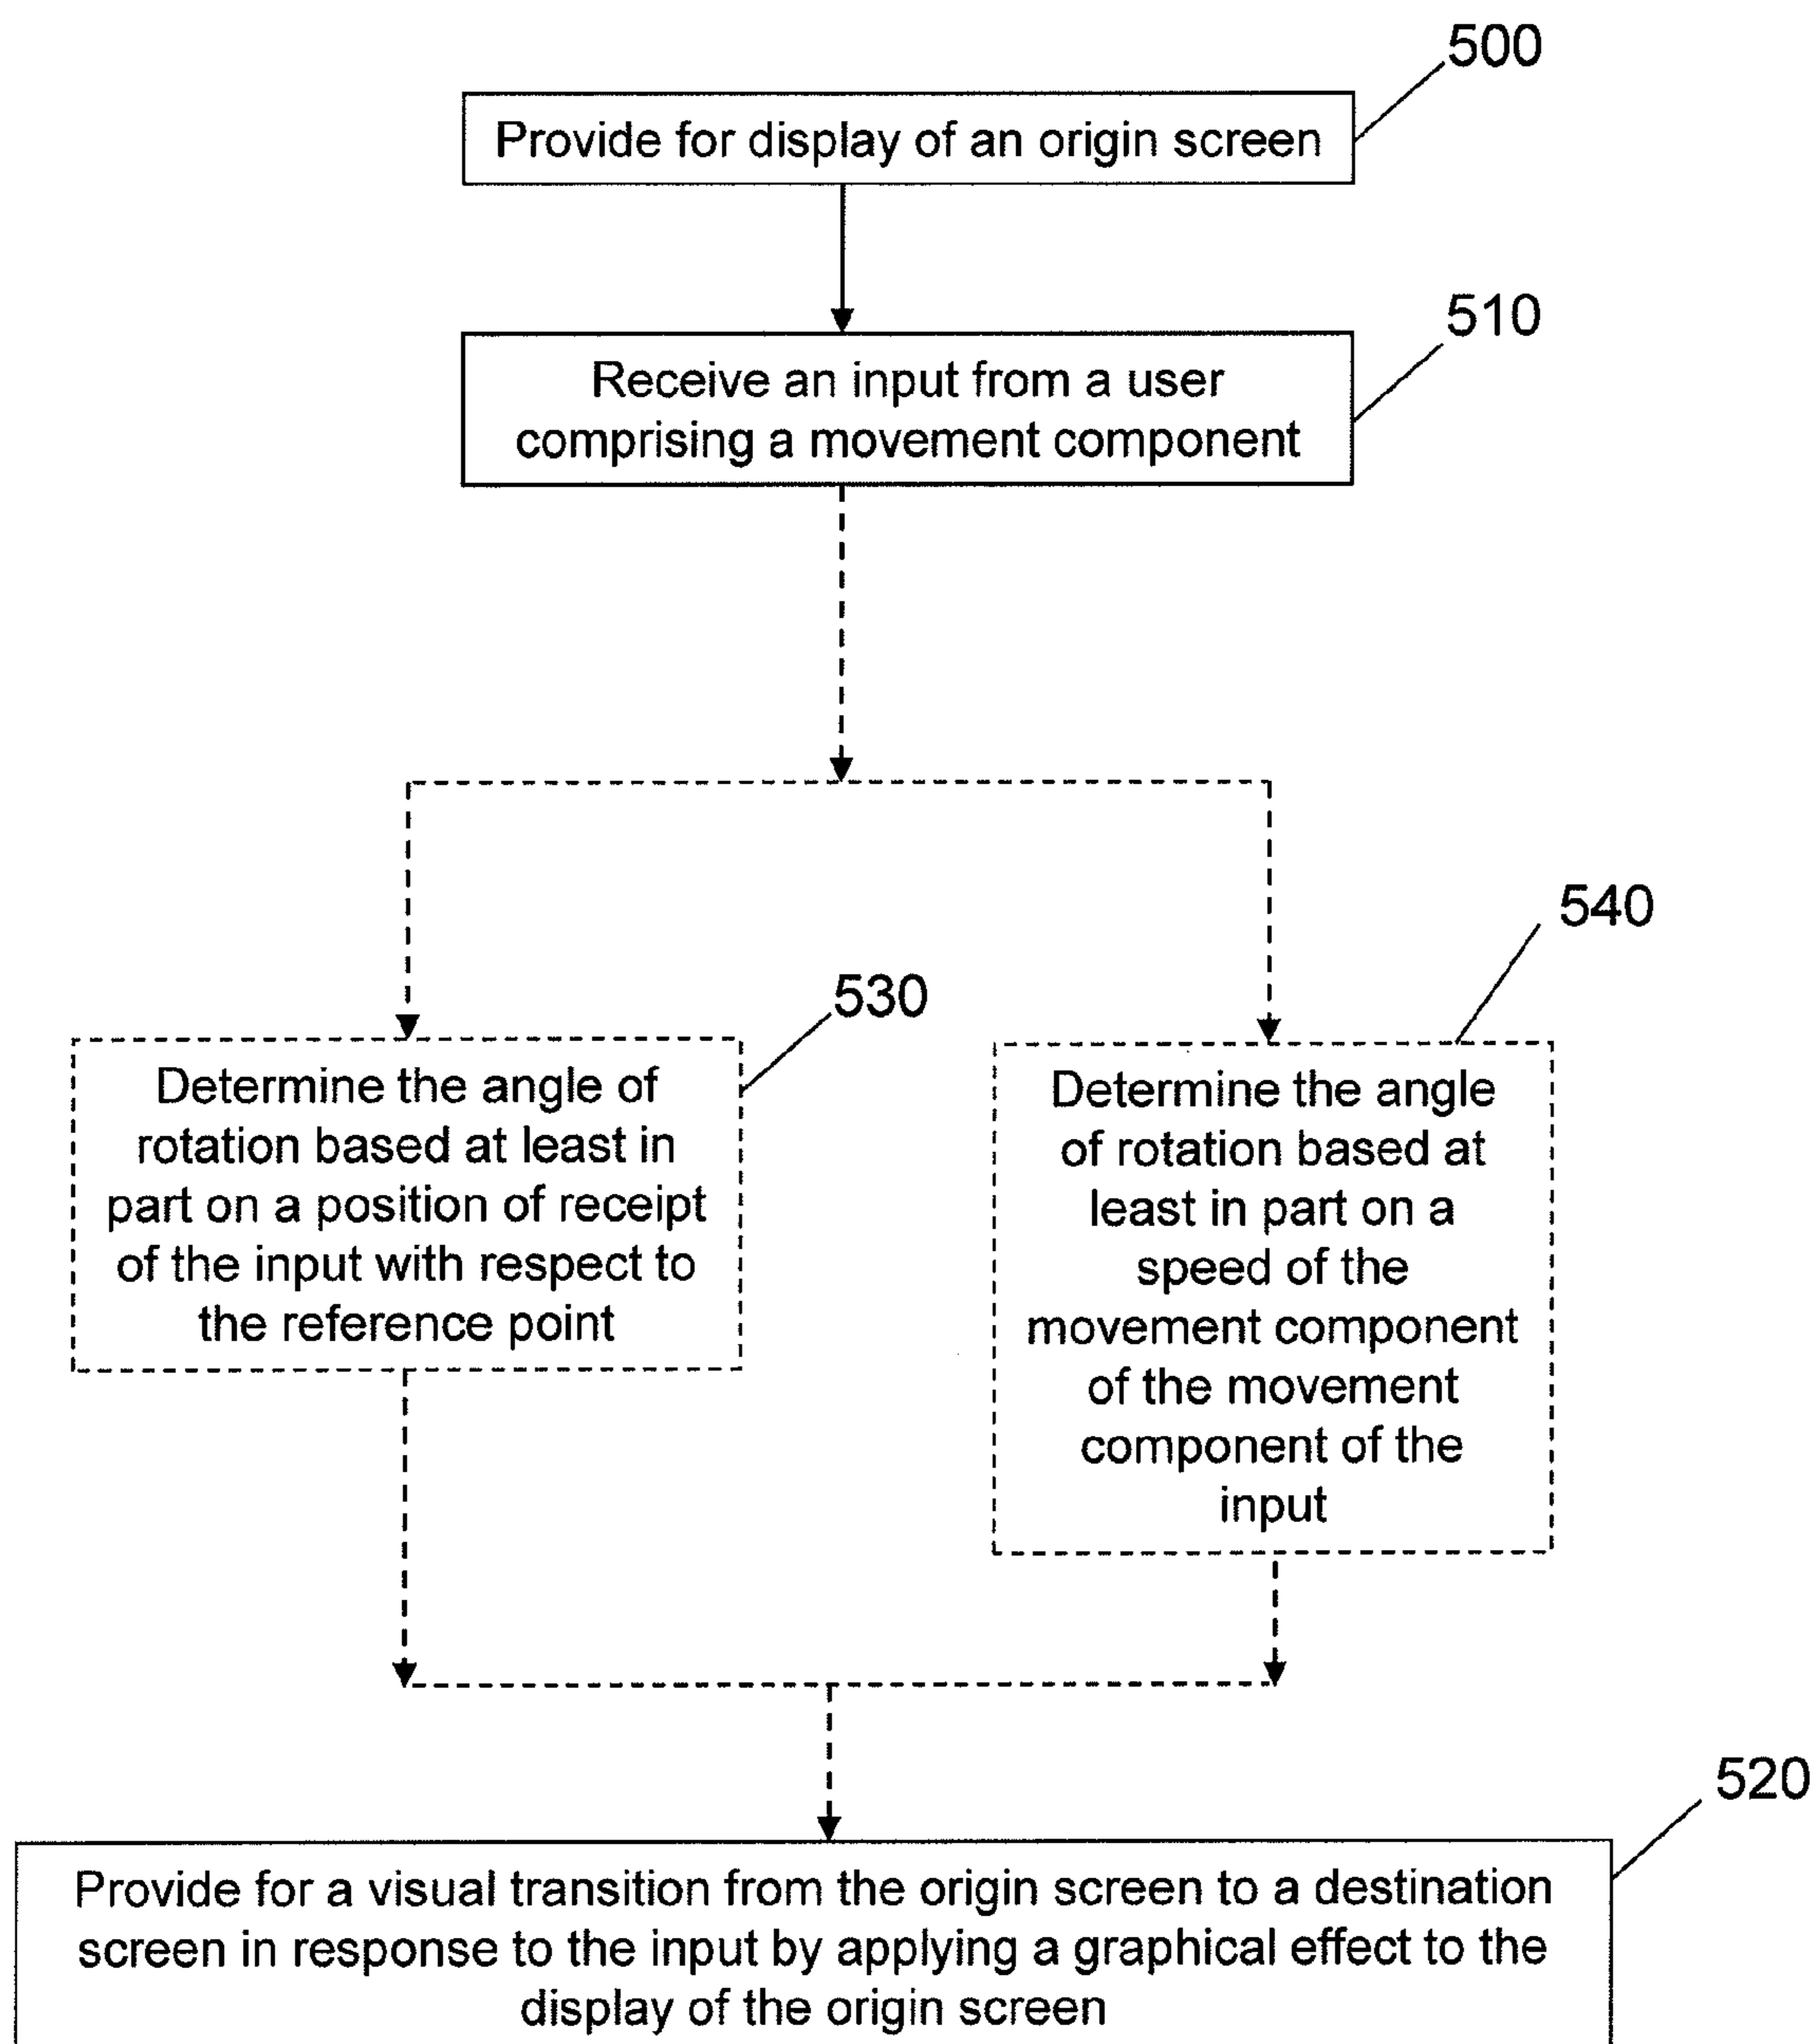 500
Provide for display of an origin screen
510
Receive an input from a user
comprising a movement component
540
530
Determine the angle of
rotation based at least in
part on a position of receipt
of the input with respect to
the reference point
Determine the angle
of rotation based at
least in part on a
speed of the
movement component
of the movement
component of the
input
520
Provide for a visual transition from the origin screen to a destination
screen in response to the input by applying a graphical effect to the
display of the origin screen